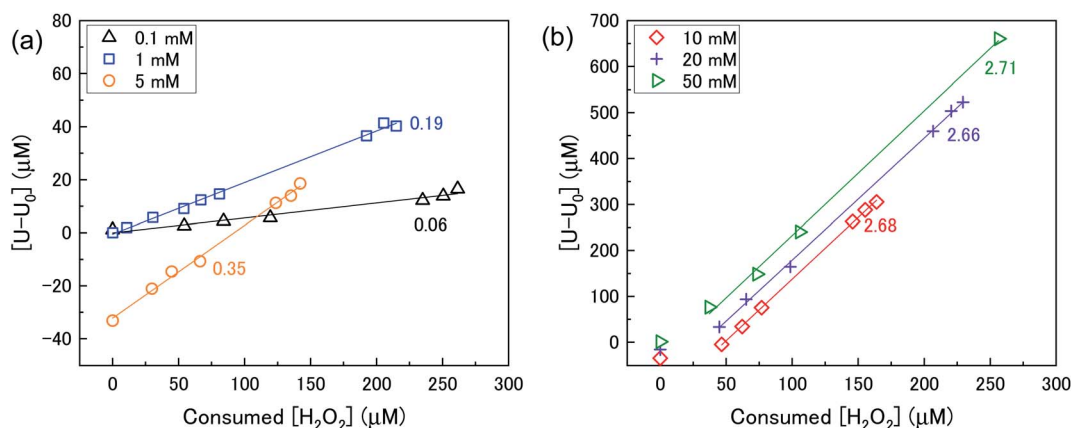 (a)
0.1 mM
1 mM
5 mM
80
60
40
20
0
−20
−40
0.19
0.06
0.35
0
50
100
150
200
250
300
[U−U₀] (μM)
Consumed [H₂O₂] (μM)
(b)
10 mM
20 mM
50 mM
700
600
500
400
300
200
100
0
2.71
2.66
2.68
0
50
100
150
200
250
300
[U−U₀] (μM)
Consumed [H₂O₂] (μM)